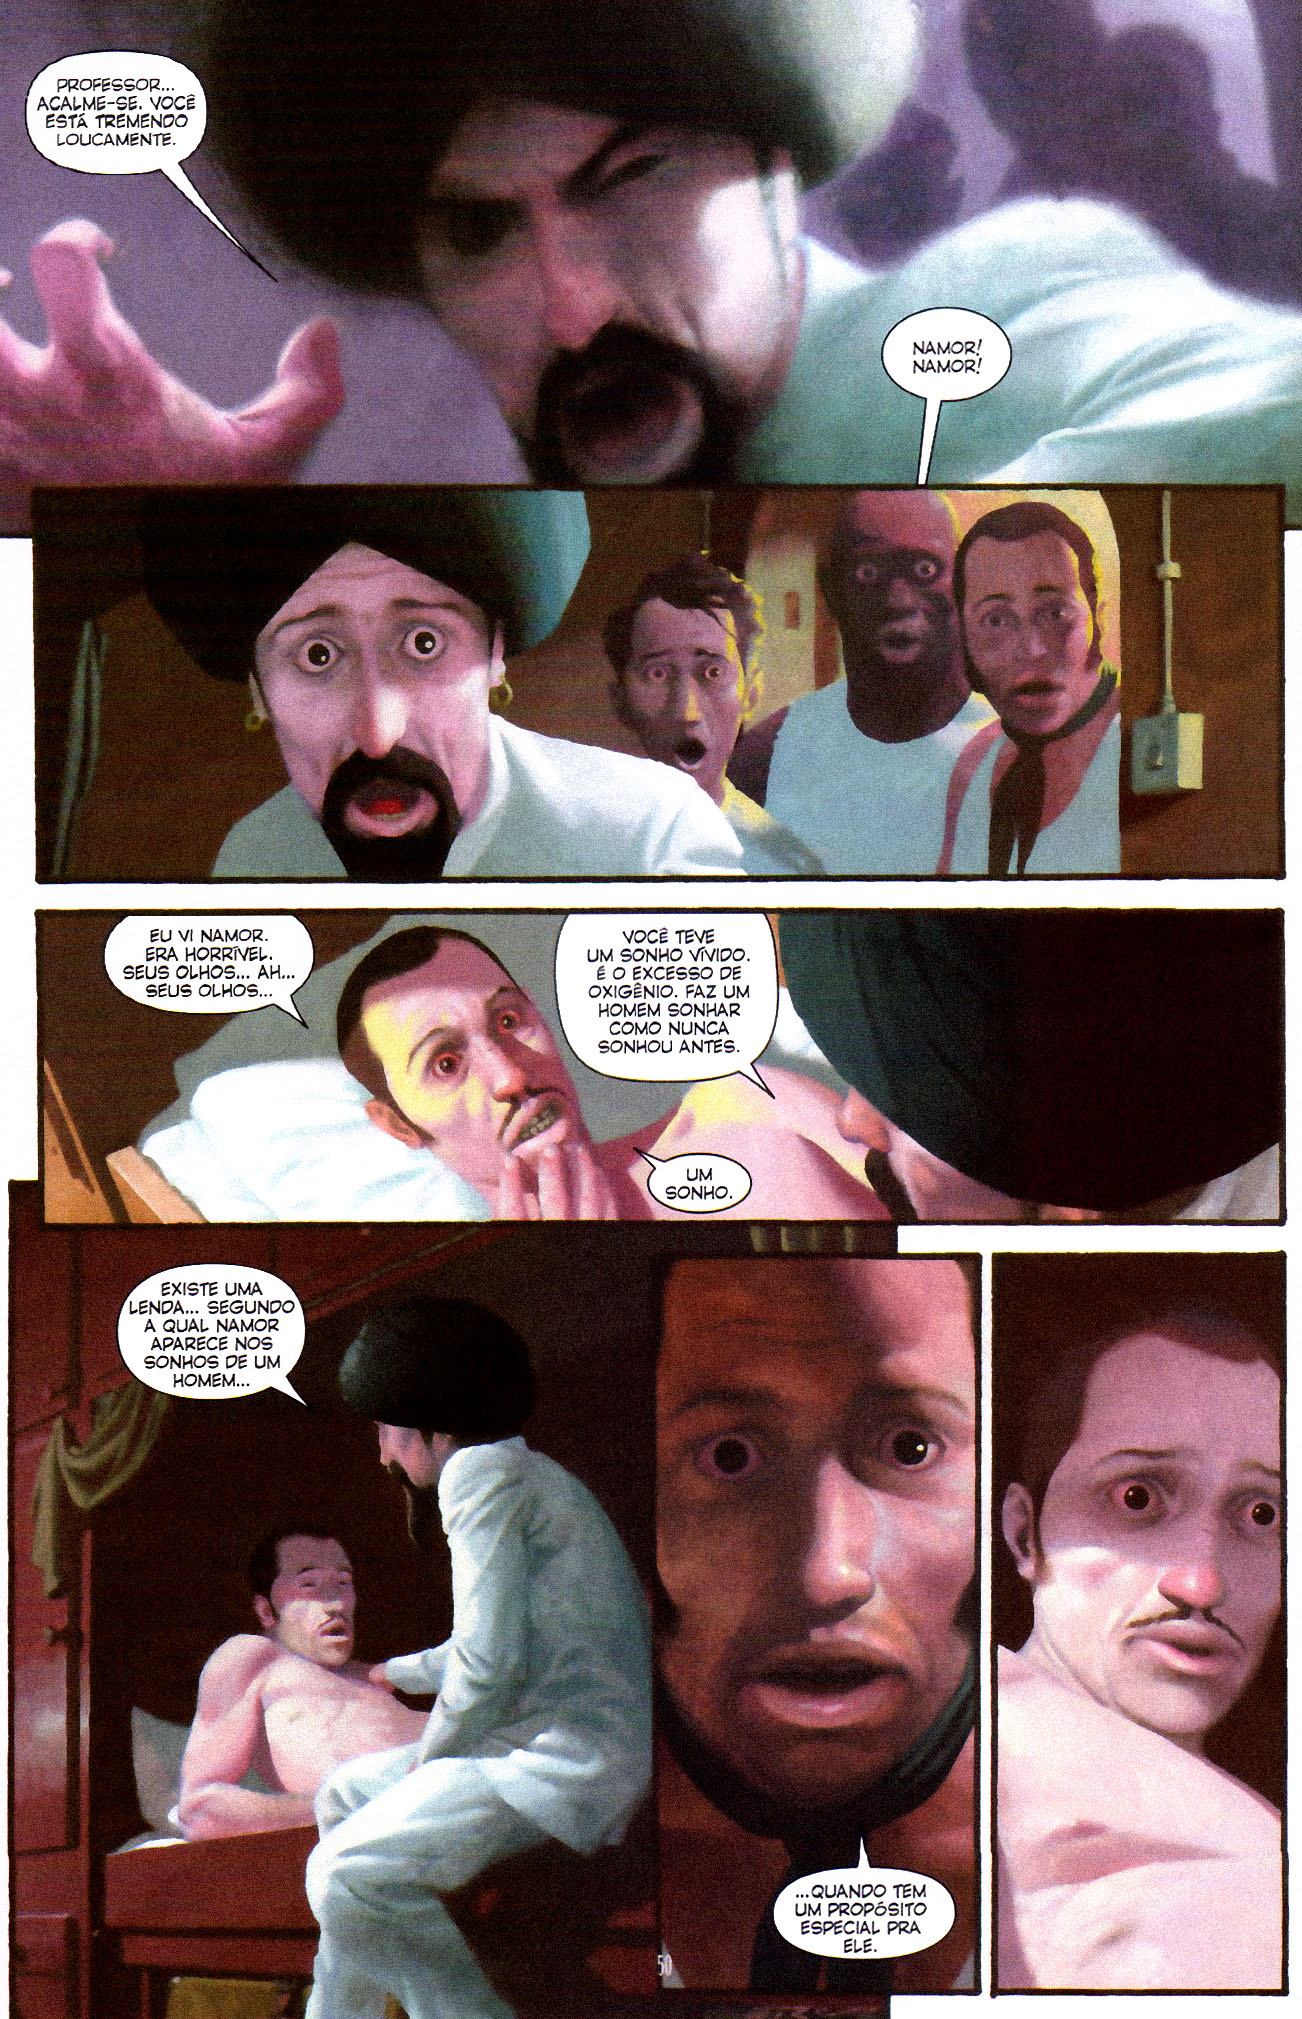 PROFESSOR...
ACALME-SE. VOCÊ
ESTÁ TREMENDO
LOUCAMENTE.
NAMOR!
NAMOR!
EU VI NAMOR.
ERA HORRÍVEL.
SEUS OLHOS... AH...
SEUS OLHOS...
VOCÊ TEVE
UM SONHO VÍVIDO.
É O EXCESSO DE
OXIGÊNIO. FAZ UM
HOMEM SONHAR
COMO NUNCA
SONHOU ANTES.
UM
SONHO.
EXISTE UMA
LENDA... SEGUNDO
A QUAL NAMOR
APARECE NOS
SONHOS DE UM
HOMEM...
...QUANDO TEM
UM PROPÓSITO
ESPECIAL PRA
ELE.
50